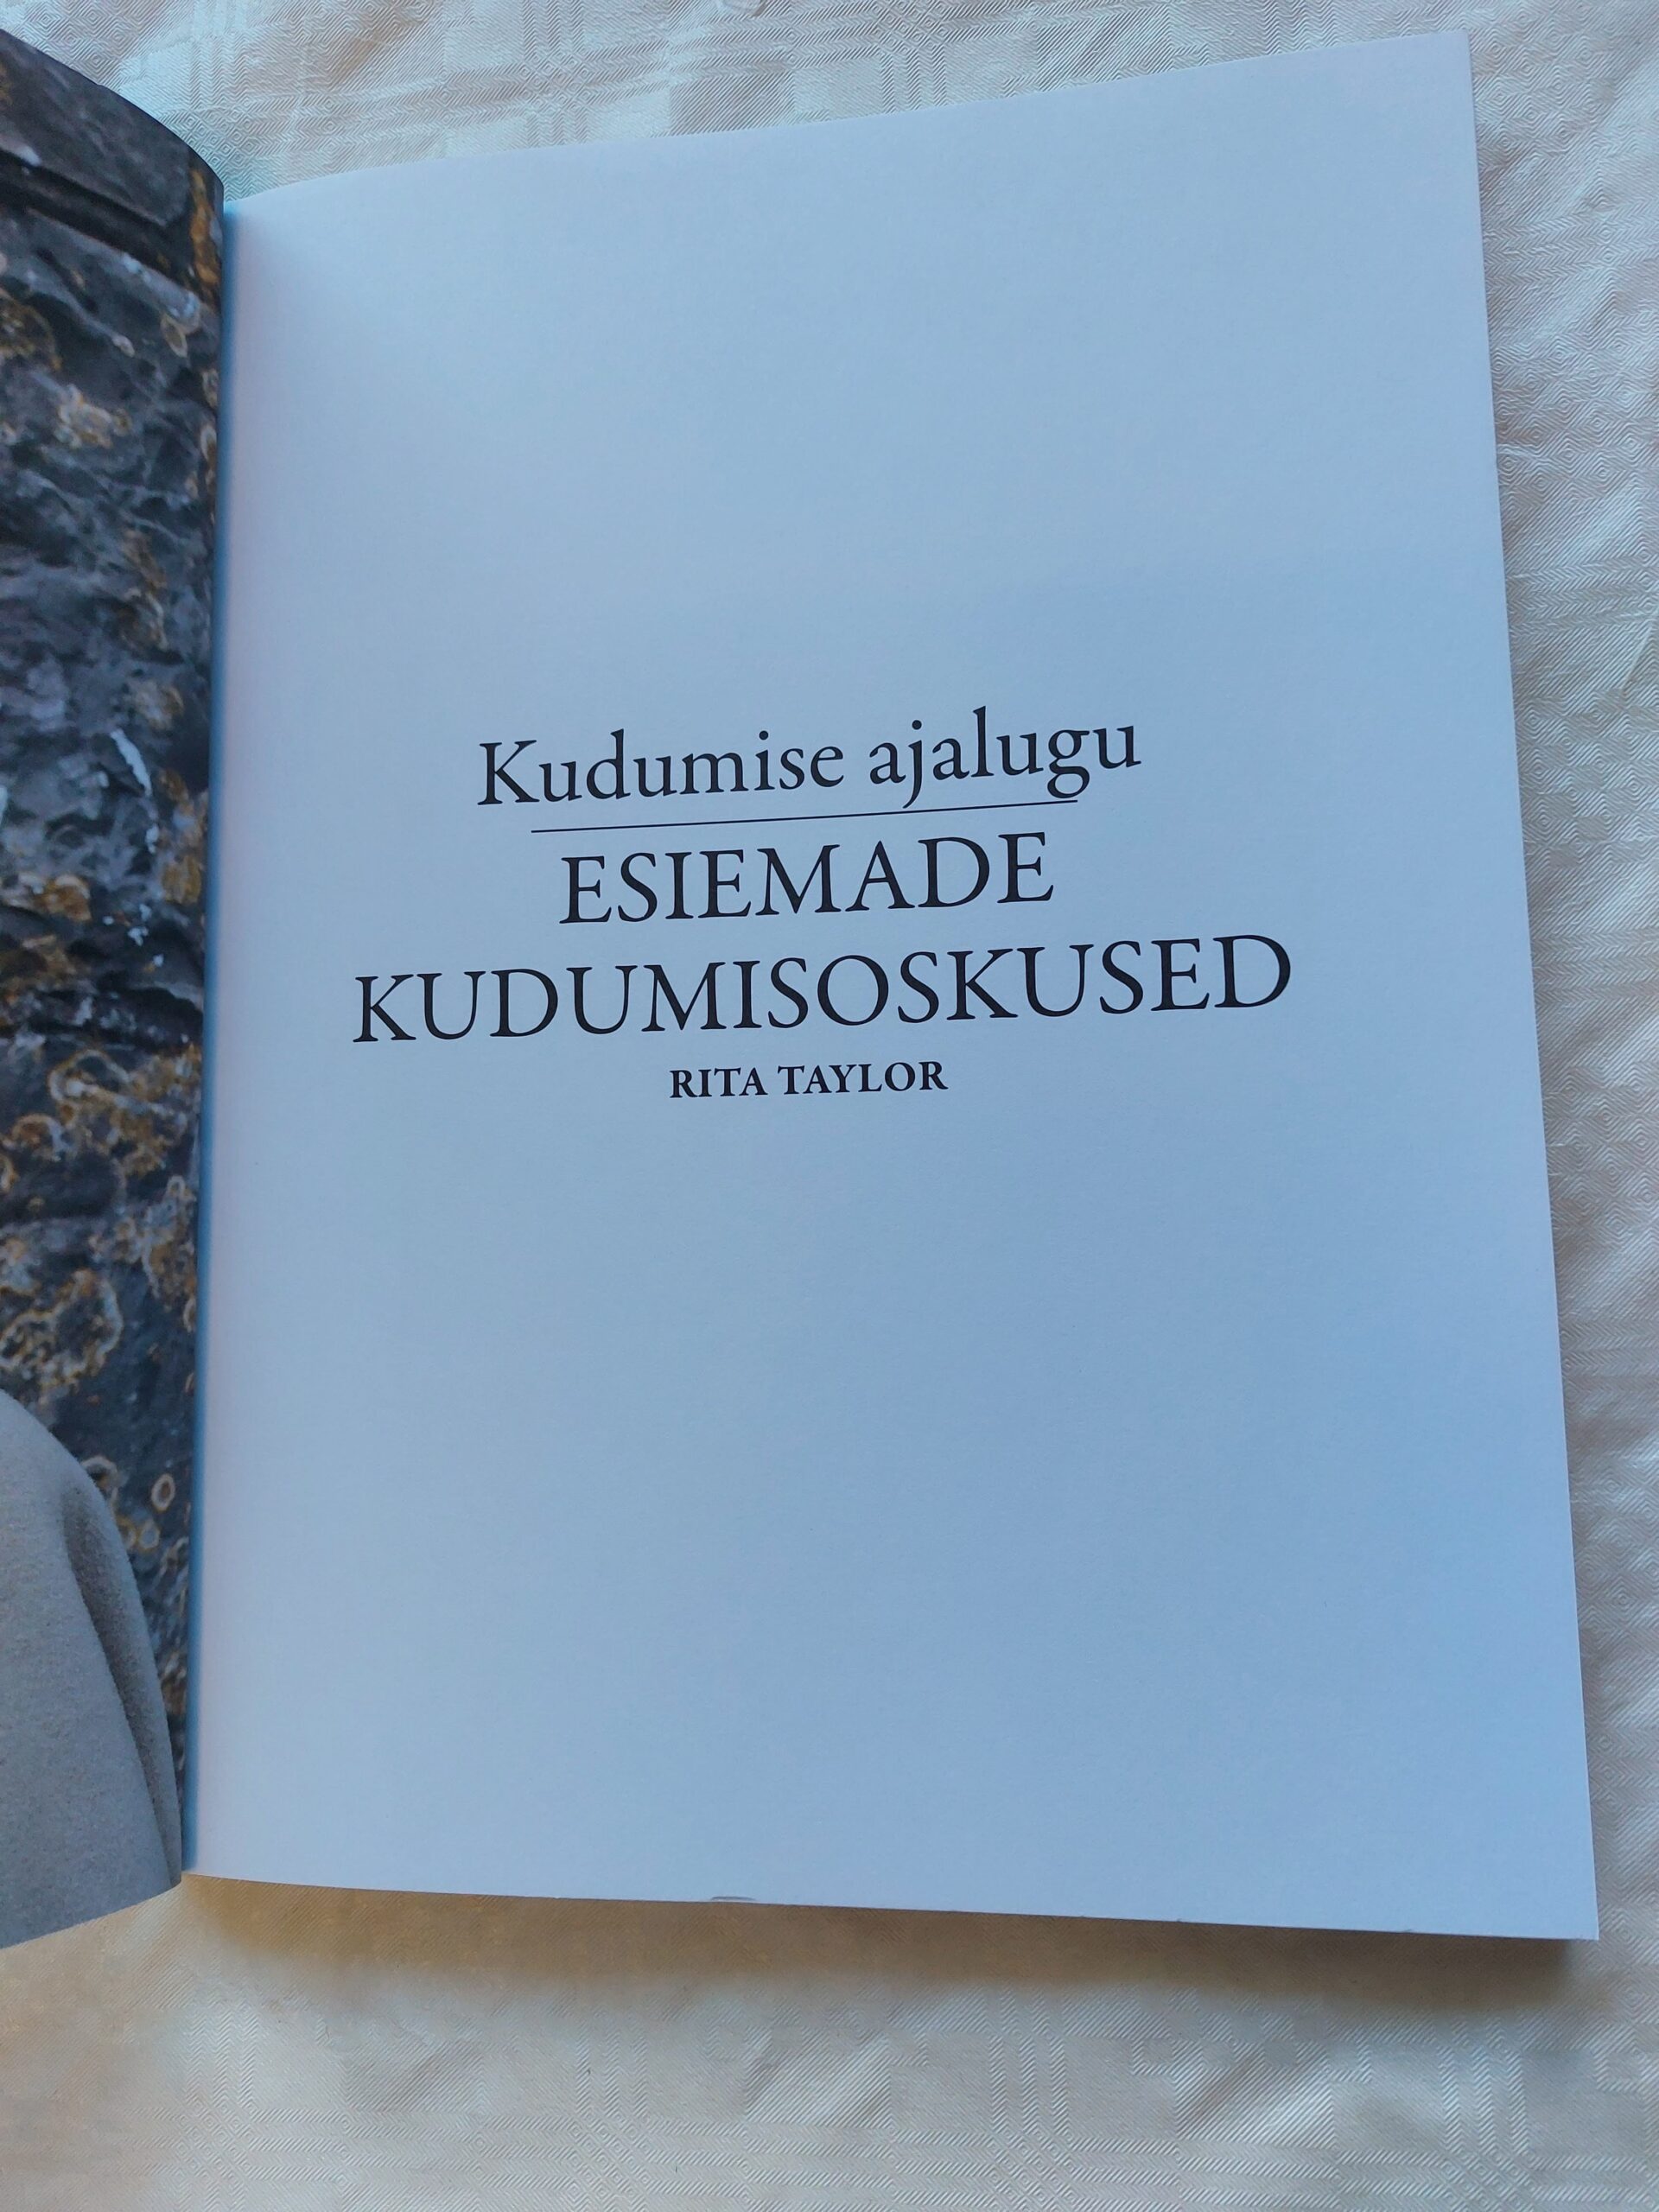 Kudumise ajalugu
ESIEMADE
KUDUMISOSKUSED
RITA TAYLOR